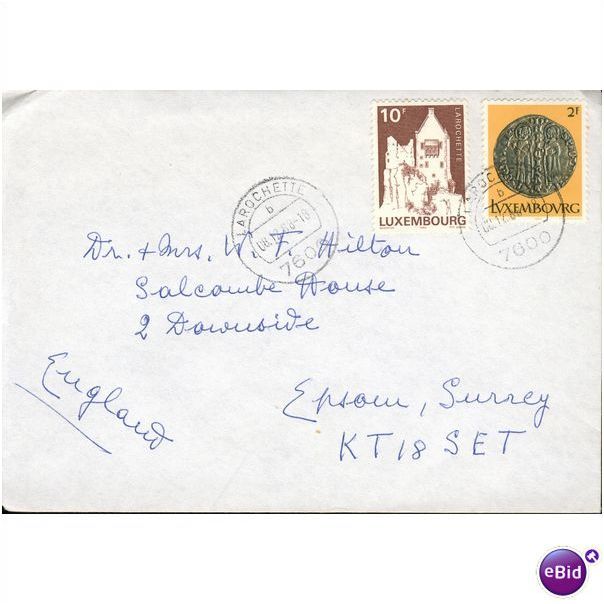 10F
LAROCHETTE
LUXEMBOURG
2F
LVXEMBOVRG
LAROCHETTE
b
7600
LAROCHETTE
b
7600
Dr. + Mrs. W. F. Hilton
Salcombe House
2 Downside
Epsom, Surrey
KT18 5ET
England
eBid